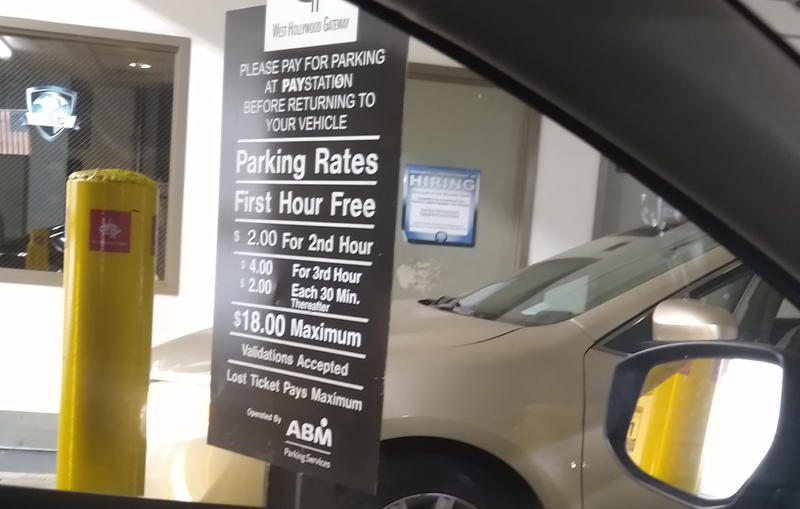 WEST HOLLYWOOD GATEWAY
PLEASE PAY FOR PARKING
AT PAYSTATION
BEFORE RETURNING TO
YOUR VEHICLE
Parking Rates
First Hour Free
$ 2.00 For 2nd Hour
$ 4.00 For 3rd Hour
$ 2.00 Each 30 Min.
Thereafter
$18.00 Maximum
Validations Accepted
Lost Ticket Pays Maximum
Operated By ABM
Parking Services
HIRING